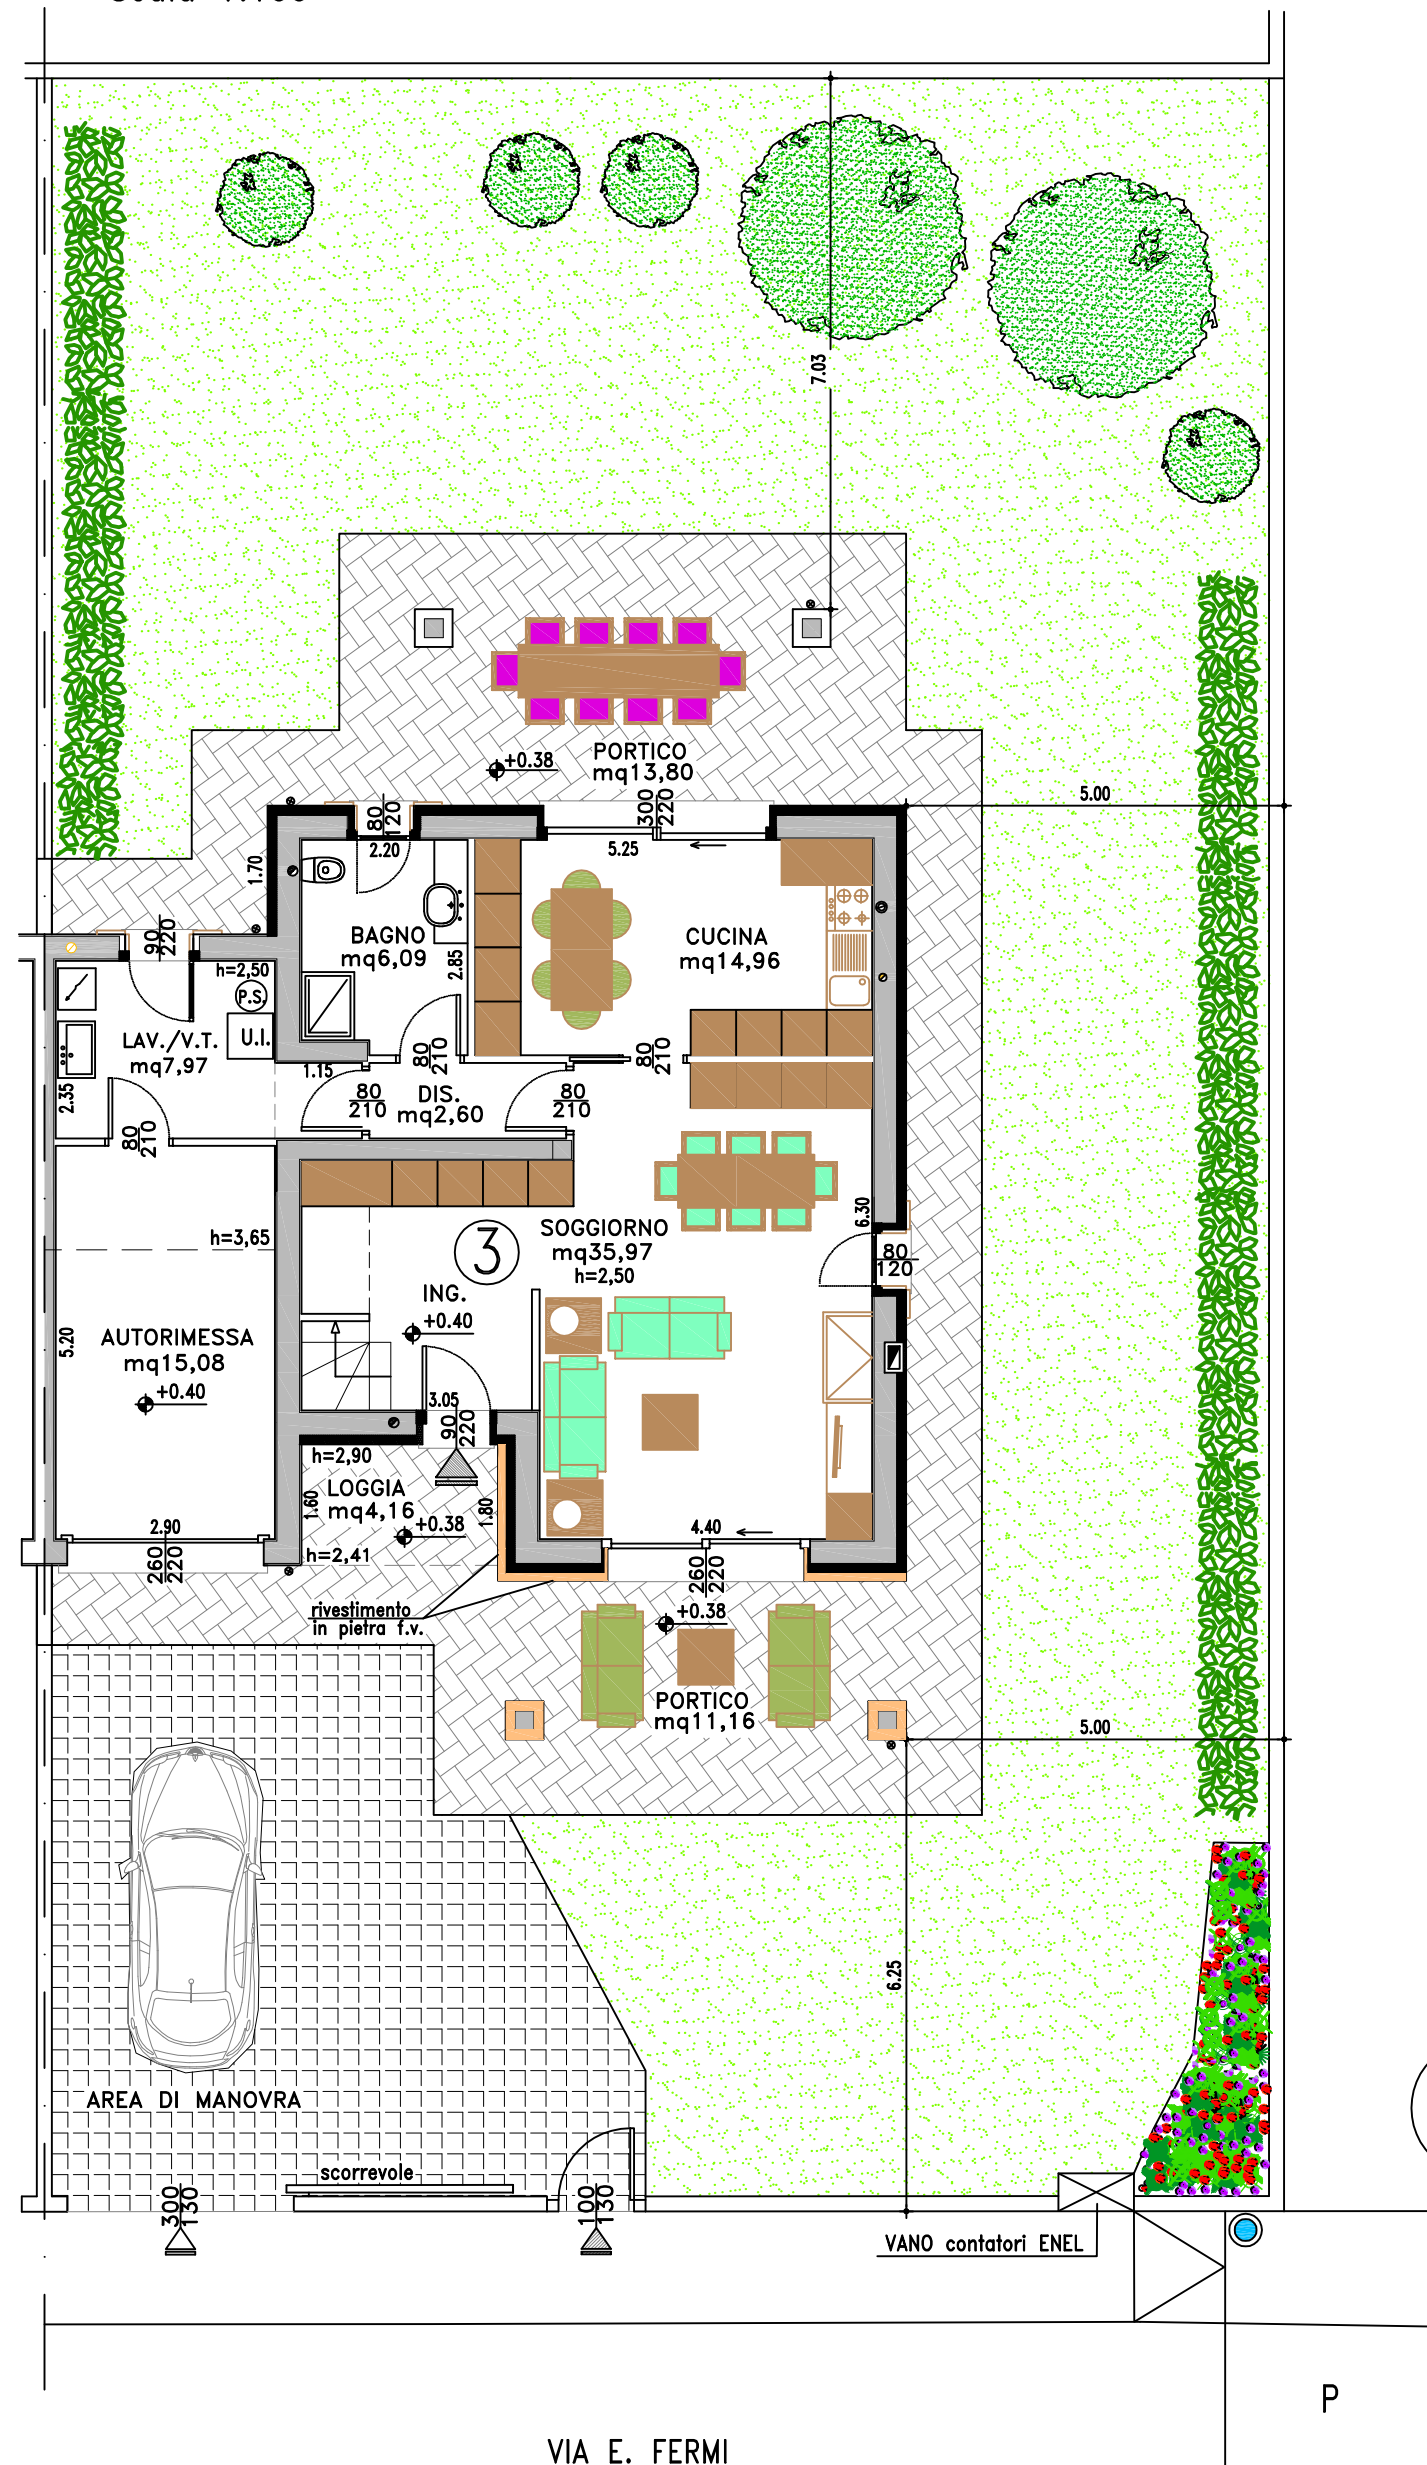 7.03
PORTICO
mq13,80
+0.38
300
220
80
120
5.00
2.20
5.25
1.70
90
220
BAGNO
mq6,09
2.85
CUCINA
mq14,96
h=2,50
P.S.
U.I.
LAV./V.T.
mq7,97
2.35
1.15
80
210
80
210
80
210
DIS.
mq2,60
80
210
80
210
6.30
h=3,65
3
SOGGIORNO
mq35,97
h=2,50
80
120
ING.
+0.40
AUTORIMESSA
mq15,08
+0.40
5.20
3.05
90
220
h=2,90
LOGGIA
mq4,16
1.60
1.80
+0.38
2.90
4.40
h=2,41
260
220
260
220
rivestimento
in pietra f.v.
+0.38
PORTICO
mq11,16
5.00
6.25
AREA DI MANOVRA
scorrevole
300
130
100
130
VANO contatori ENEL
P
VIA E. FERMI